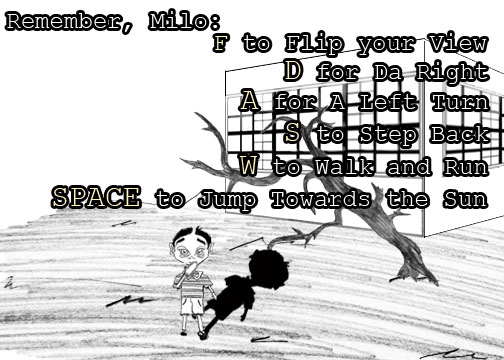 Remember, Milo:
F to Flip your View
D for Da Right
A for A Left Turn
S to Step Back
W to Walk and Run
SPACE to Jump Towards the Sun